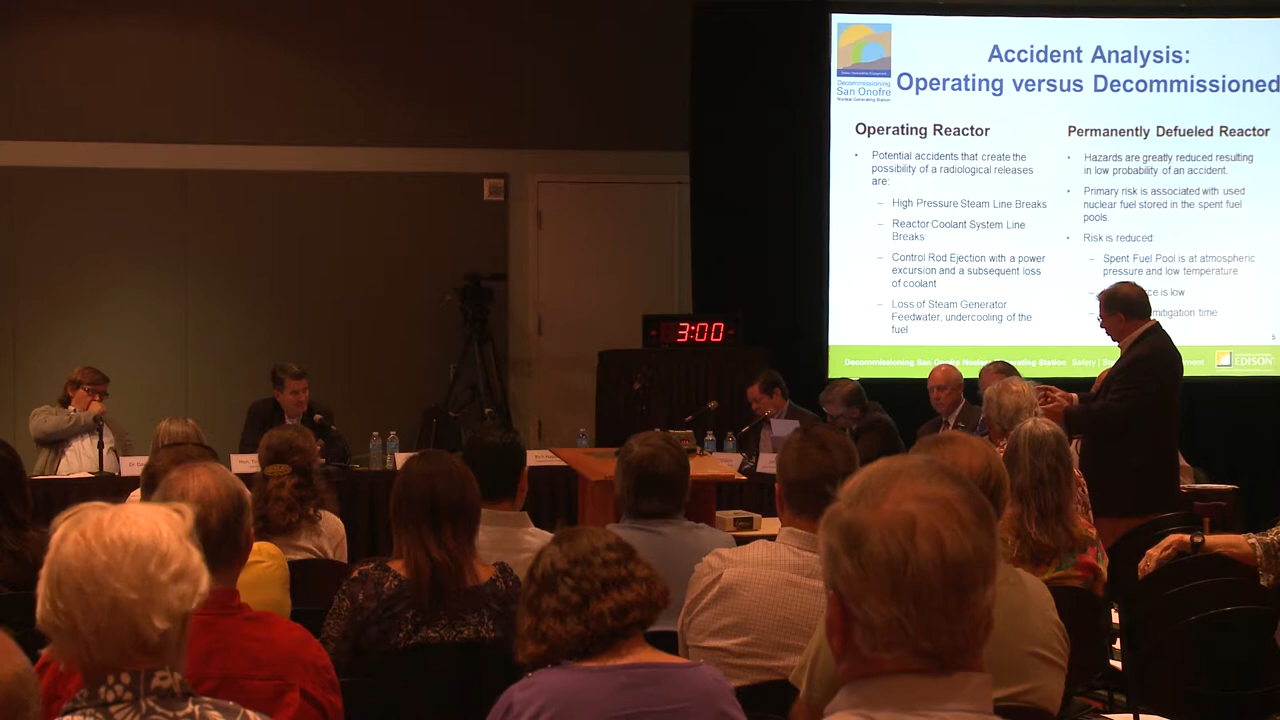 Accident Analysis:
Operating versus Decommissioned
Decommissioning
San Onofre
Nuclear Generating Station
Operating Reactor
• Potential accidents that create the
possibility of a radiological releases
are:
– High Pressure Steam Line Breaks
– Reactor Coolant System Line
Breaks
– Control Rod Ejection with a power
excursion and a subsequent loss
of coolant
– Loss of Steam Generator
Feedwater, undercooling of the
fuel
Permanently Defueled Reactor
• Hazards are greatly reduced resulting
in low probability of an accident.
• Primary risk is associated with used
nuclear fuel stored in the spent fuel
pools.
• Risk is reduced:
– Spent Fuel Pool is at atmospheric
pressure and low temperature
is low
mitigation time
5
Decommissioning San Onofre Nuclear Generating Station Safety |
EDISON
3:00
Dr.
Hon.